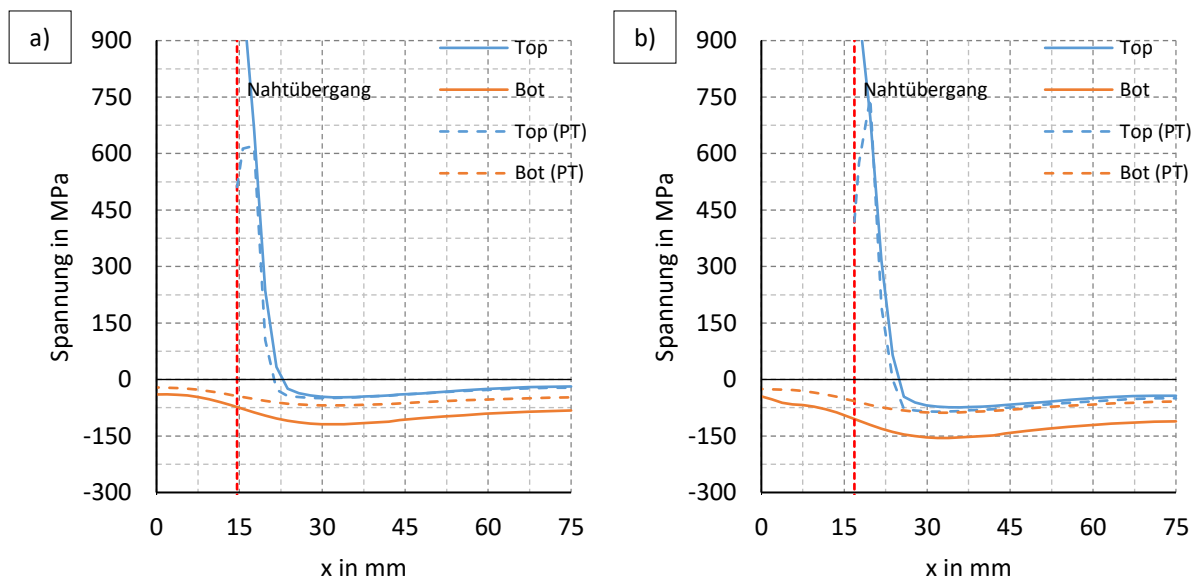 a)
900
750
600
450
300
150
0
-150
-300
Spannung in MPa
0 15 30 45 60 75
x in mm
Nahtübergang
Top
Bot
Top (PT)
Bot (PT)
b)
900
750
600
450
300
150
0
-150
-300
Spannung in MPa
0 15 30 45 60 75
x in mm
Nahtübergang
Top
Bot
Top (PT)
Bot (PT)